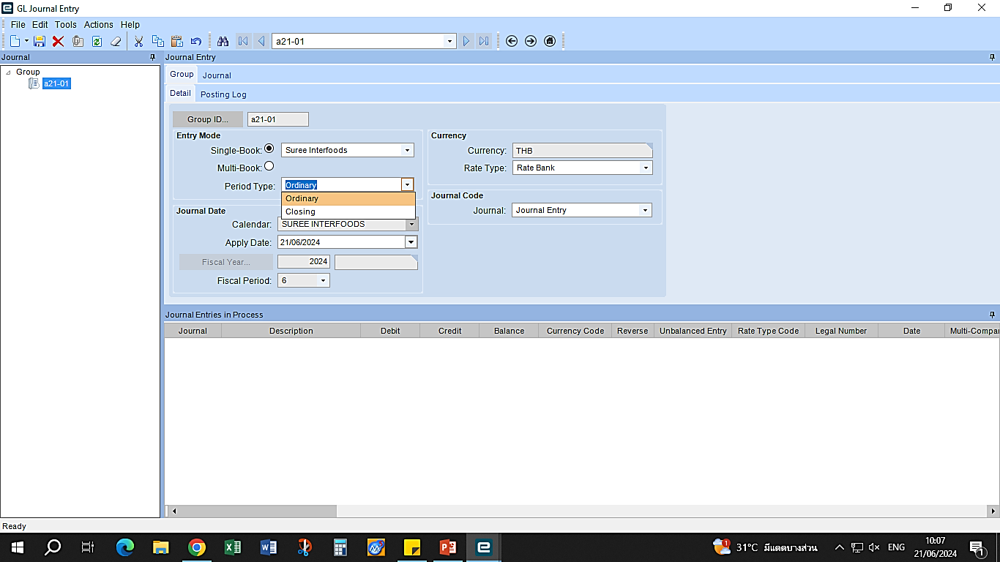 GL Journal Entry
File Edit Tools Actions Help
a21-01
Journal
Journal Entry
Group
a21-01
Group Journal
Detail Posting Log
Group ID... a21-01
Entry Mode
Single-Book: Suree Interfoods
Multi-Book:
Period Type: Ordinary
Ordinary
Closing
Currency
Currency: THB
Rate Type: Rate Bank
Journal Code
Journal: Journal Entry
Journal Date
Calendar: SUREE INTERFOODS
Apply Date: 21/06/2024
Fiscal Year... 2024
Fiscal Period: 6
Journal Entries in Process
Journal Description Debit Credit Balance Currency Code Reverse Unbalanced Entry Rate Type Code Legal Number Date Multi-Compar
Ready
1 31°C มีแดดบางส่วน ENG 10:07
21/06/2024 1